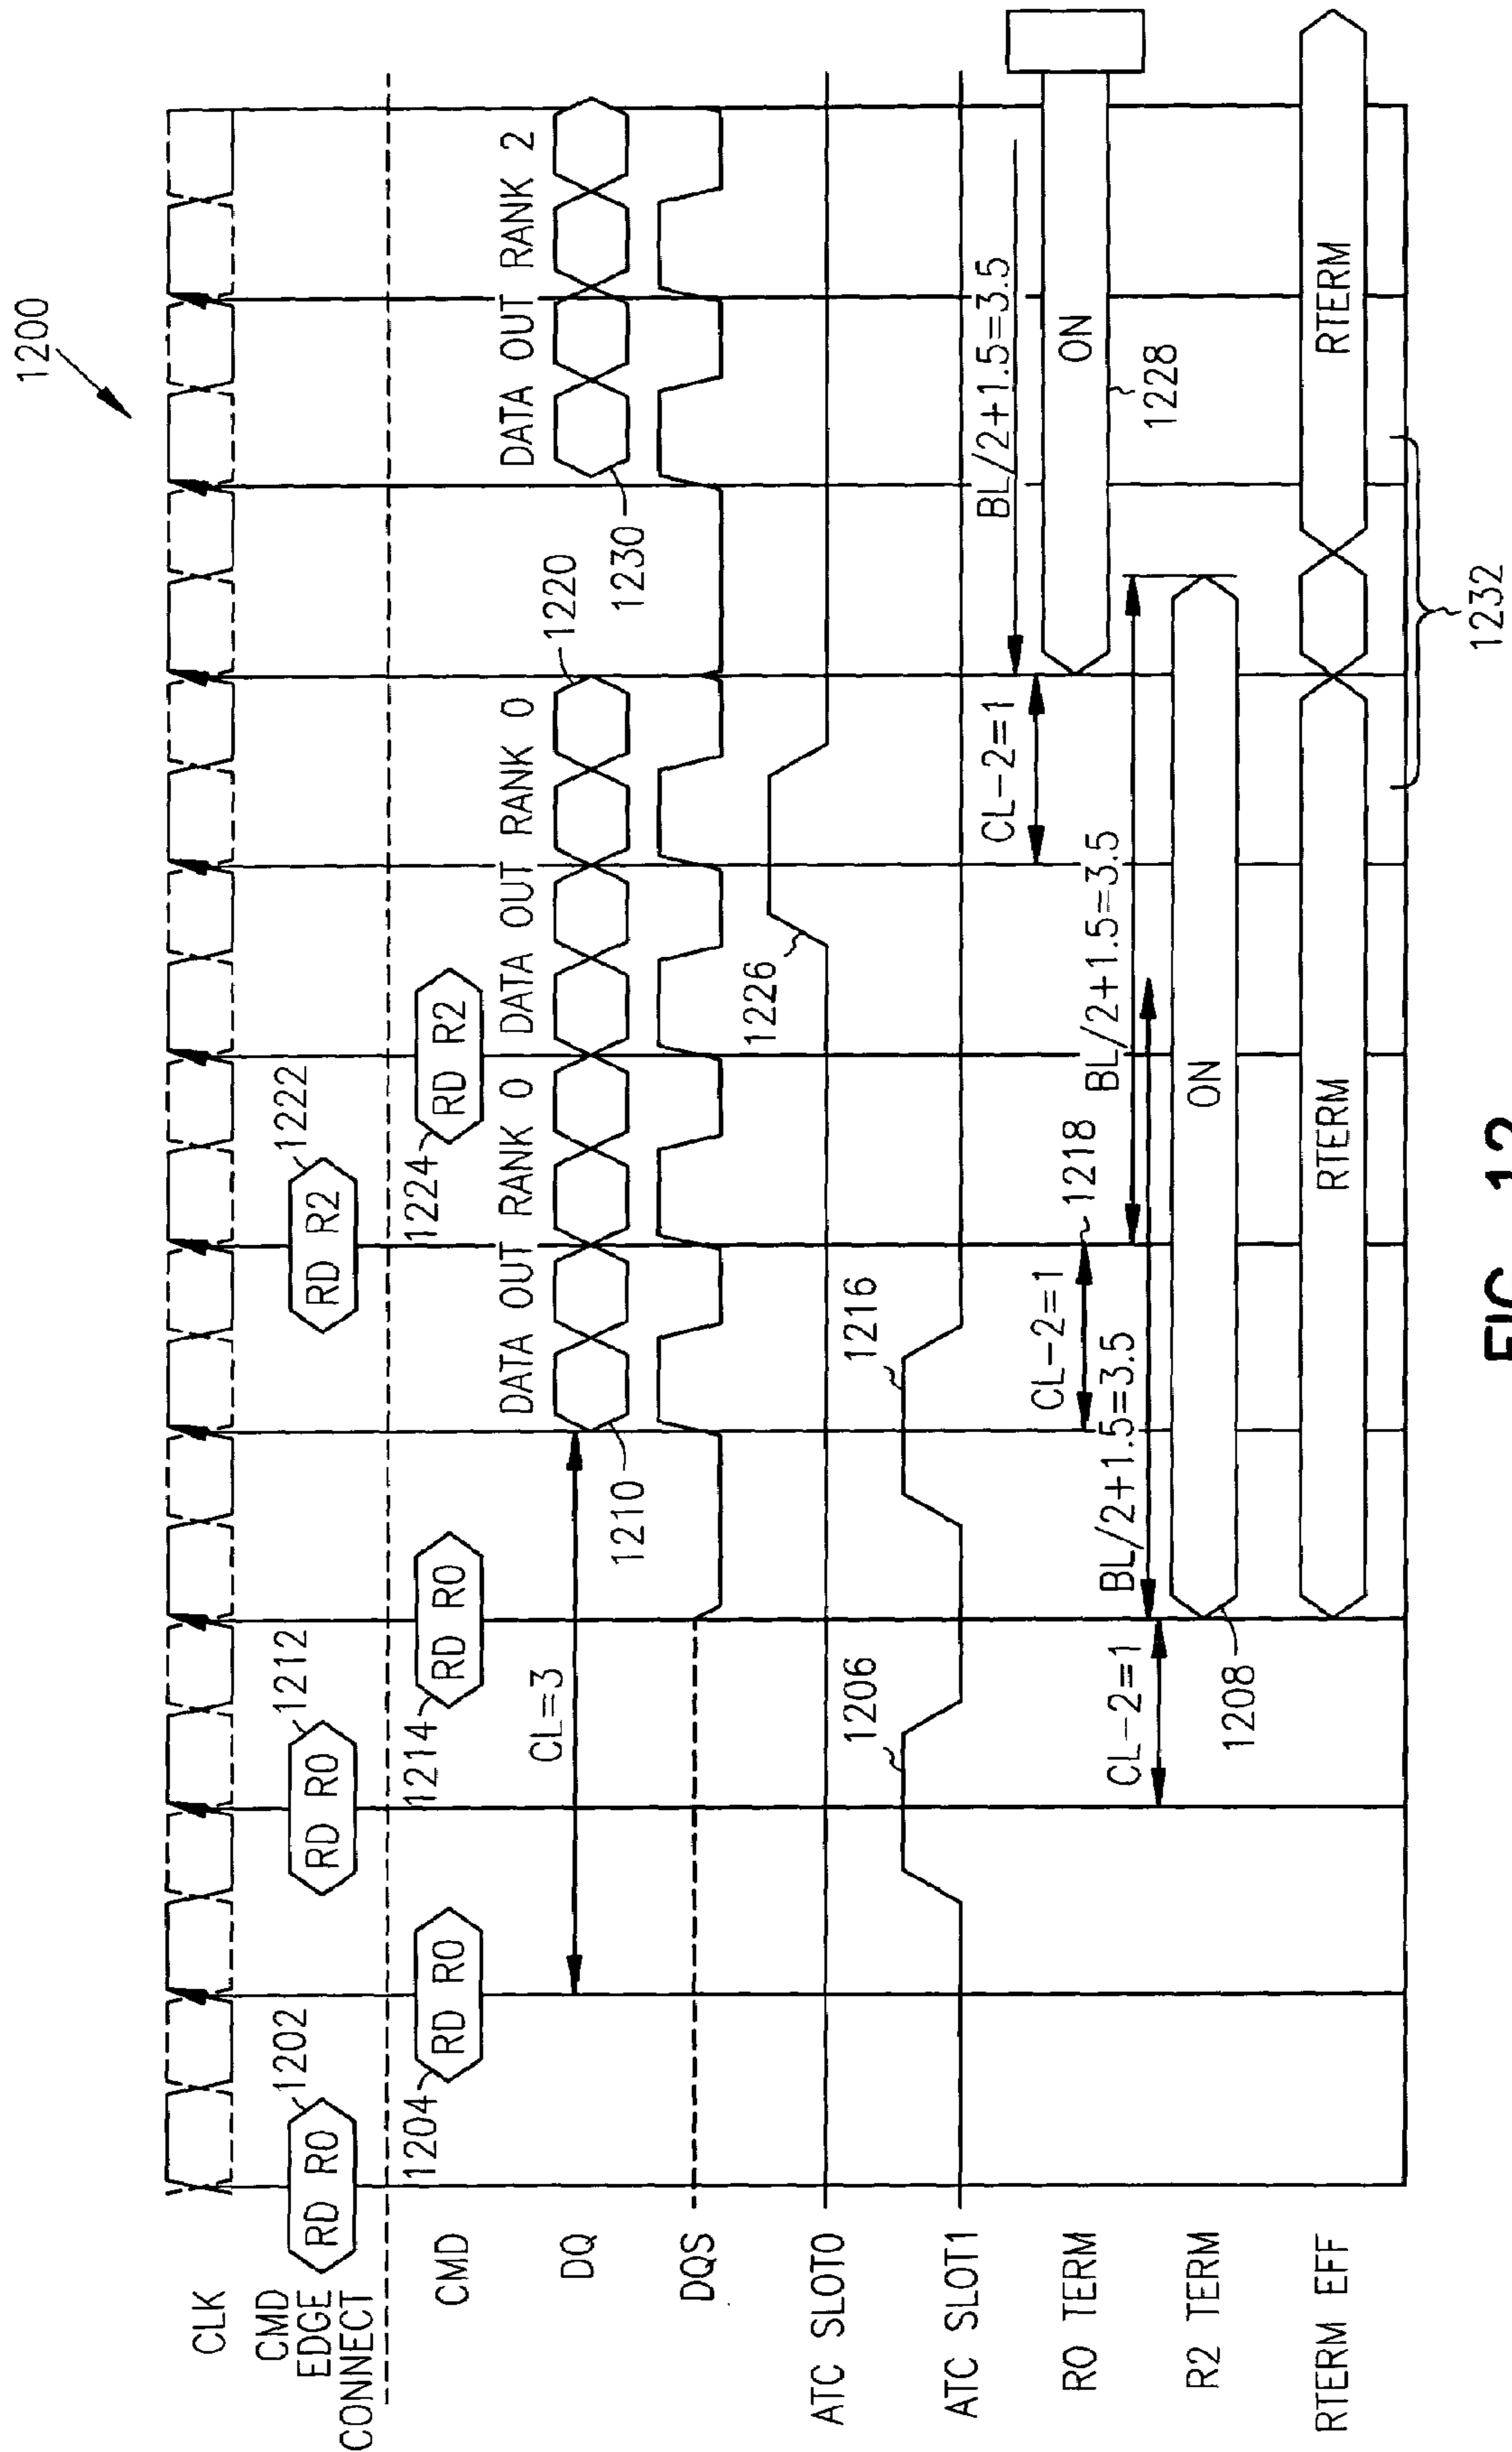 1200
CLK
CMD
EDGE
CONNECT
RD R0
1202
RD R0
1212
RD R2
1222
CMD
1204
RD R0
1214
RD R0
1224
RD R2
DQ
CL=3
DATA OUT RANK 0
DATA OUT RANK 0
DATA OUT RANK 2
1210
1220
1230
DQS
ATC SLOT0
1226
ATC SLOT1
1206
1216
R0 TERM
CL-2=1
1218
CL-2=1
BL/2+1.5=3.5
ON
1228
R2 TERM
CL-2=1
BL/2+1.5=3.5
BL/2+1.5=3.5
1208
ON
RTERM EFF
RTERM
RTERM
1232
FIG. 12